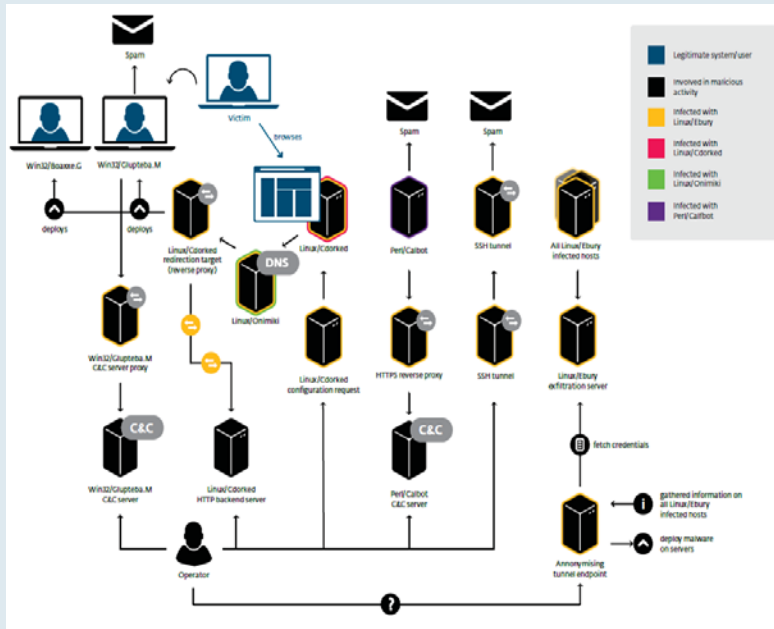 Spam
Victim
browses
Win32/Boaxxe.G
Win32/Glupteba.M
deploys
deploys
Linux/Cdorked
redirection target
(reverse proxy)
DNS
Linux/Onimiki
Linux/Cdorked
Spam
Perl/Calbot
Spam
SSH tunnel
All Linux/Ebury
infected hosts
Legitimate system/user
Involved in malicious
activity
Infected with
Linux/Ebury
Infected with
Linux/Cdorked
Infected with
Linux/Onimiki
Infected with
Perl/Calfbot
Win32/Glupteba.M
C&C server proxy
Linux/Cdorked
configuration request
HTTPS reverse proxy
SSH tunnel
Linux/Ebury
exfiltration server
C&C
Win32/Glupteba.M
C&C server
Linux/Cdorked
HTTP backend server
C&C
Perl/Calbot
C&C server
fetch credentials
i
gathered information on
all Linux/Ebury
infected hosts
deploy malware
on servers
Annonymising
tunnel endpoint
Operator
?